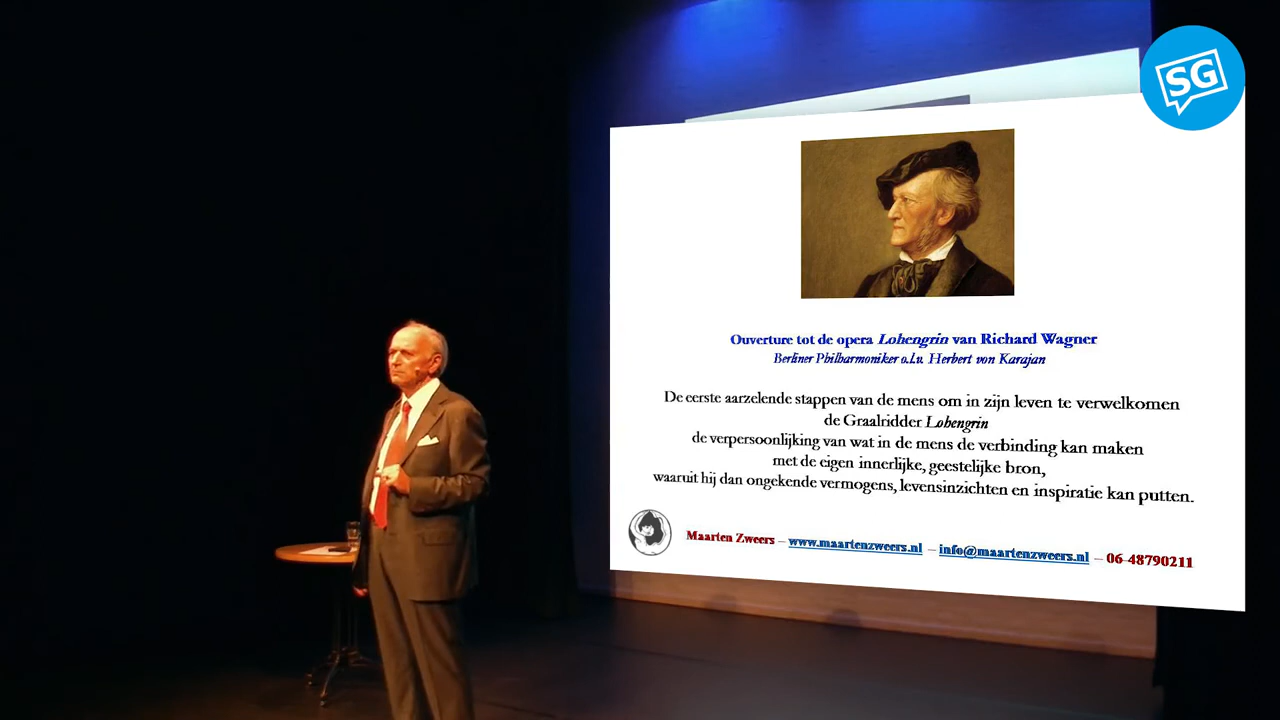 SG
Ouverture tot de opera Lohengrin van Richard Wagner
Berliner Philharmoniker o.l.v. Herbert von Karajan
De eerste aarzelende stappen van de mens om in zijn leven te verwelkomen
de Graalridder Lohengrin
de verpersoonlijking van wat in de mens de verbinding kan maken
met de eigen innerlijke, geestelijke bron,
waaruit hij dan ongekende vermogens, levensinzichten en inspiratie kan putten.
Maarten Zweers – www.maartenzweers.nl – info@maartenzweers.nl – 06-48790211